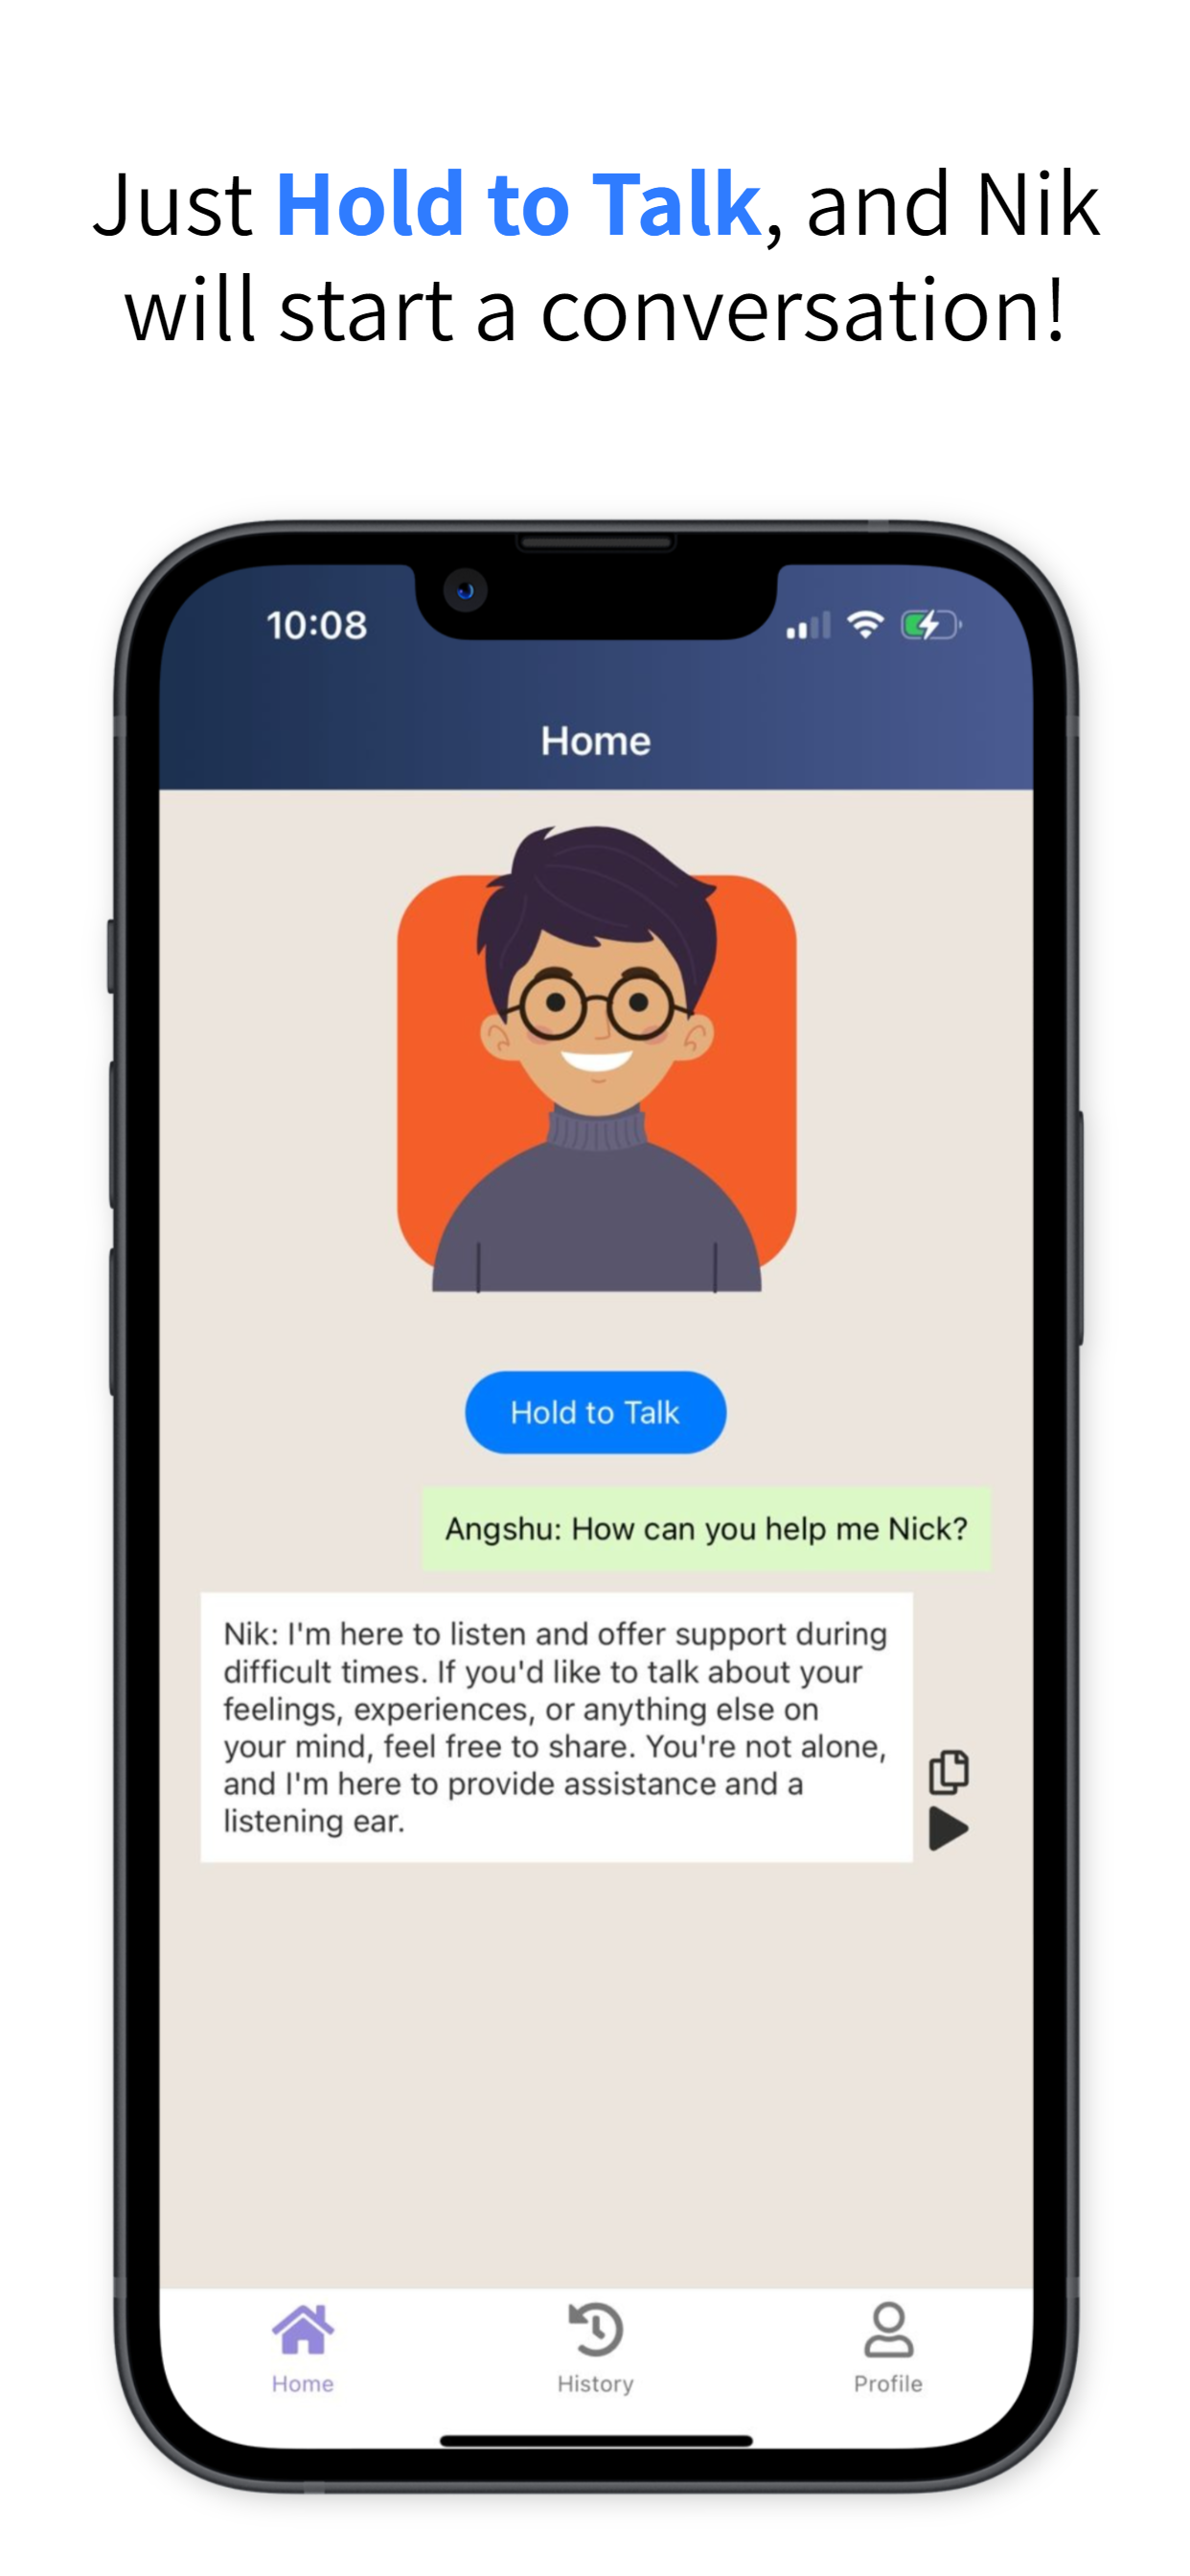 Just Hold to Talk, and Nik
will start a conversation!
10:08
Home
Hold to Talk
Angshu: How can you help me Nick?
Nik: I'm here to listen and offer support during
difficult times. If you'd like to talk about your
feelings, experiences, or anything else on
your mind, feel free to share. You're not alone,
and I'm here to provide assistance and a
listening ear.
Home
History
Profile